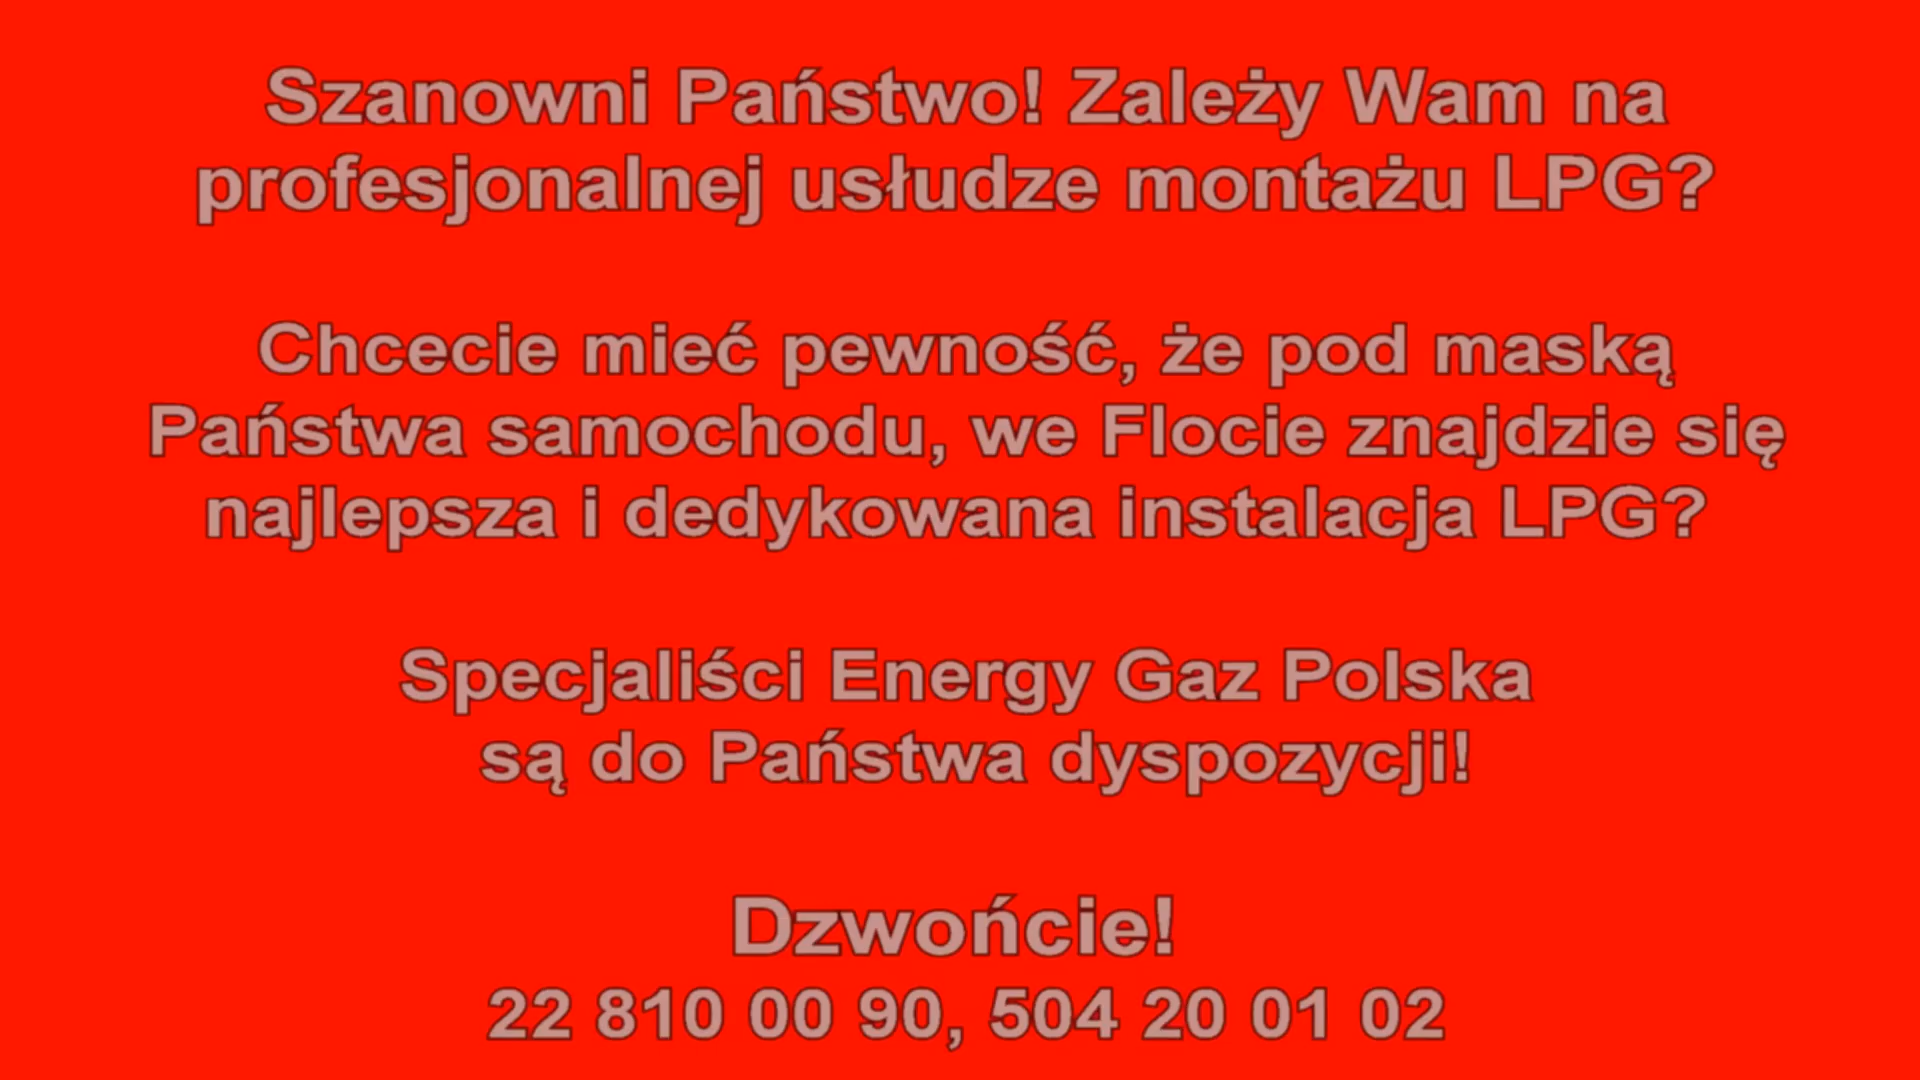 Szanowni Państwo! Zależy Wam na
profesjonalnej usłudze montażu LPG?
Chcecie mieć pewność, że pod maską
Państwa samochodu, we Flocie znajdzie się
najlepsza i dedykowana instalacja LPG?
Specjaliści Energy Gaz Polska
są do Państwa dyspozycji!
Dzwońcie!
22 810 00 90, 504 20 01 02